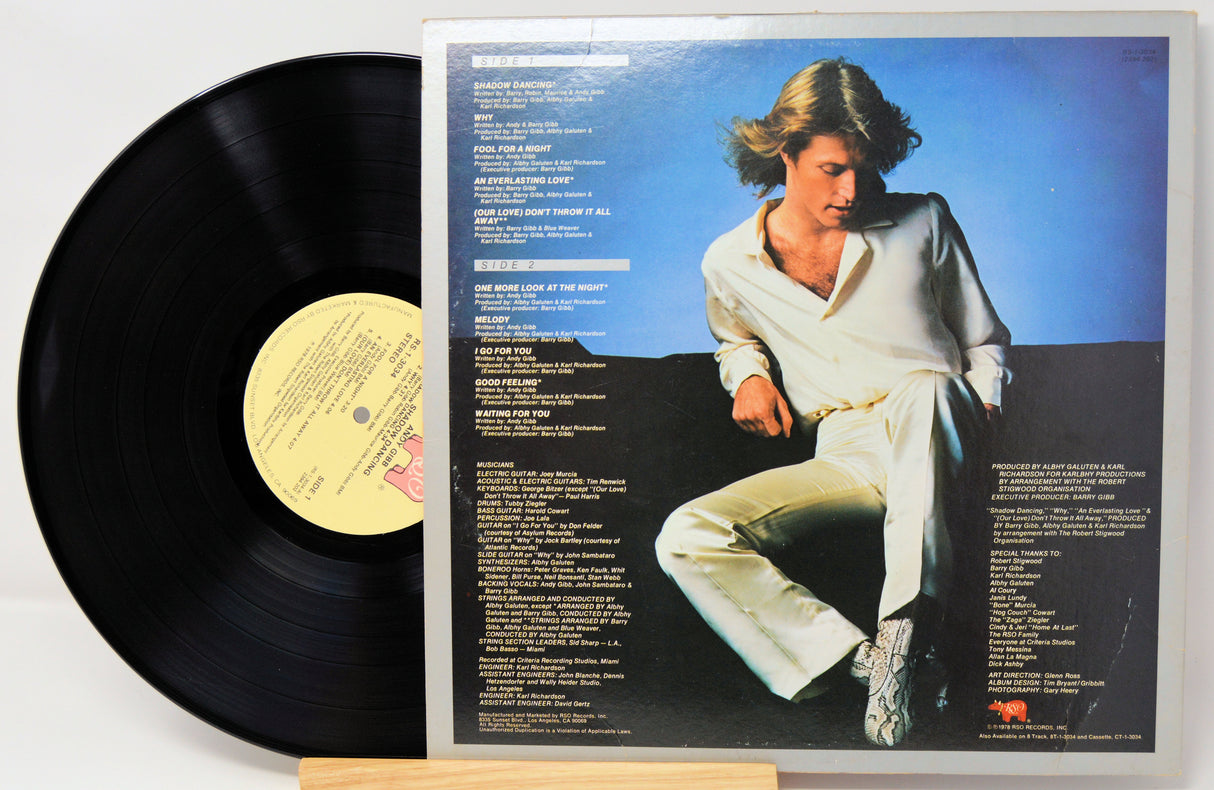 SIDE 1
SHADOW DANCING*
Written by: Barry, Robin, Maurice & Andy Gibb
Produced by: Barry Gibb, Albhy Galuten &
Karl Richardson
WHY
Written by: Andy & Barry Gibb
Produced by: Barry Gibb, Albhy Galuten &
Karl Richardson
FOOL FOR A NIGHT
Written by: Andy Gibb
Produced by: Albhy Galuten & Karl Richardson
(Executive producer: Barry Gibb)
AN EVERLASTING LOVE*
Written by: Barry Gibb
Produced by: Barry Gibb, Albhy Galuten &
Karl Richardson
(OUR LOVE) DON'T THROW IT ALL
AWAY**
Written by: Barry Gibb & Blue Weaver
Produced by: Barry Gibb, Albhy Galuten &
Karl Richardson
SIDE 2
ONE MORE LOOK AT THE NIGHT*
Written by: Andy Gibb
Produced by: Albhy Galuten & Karl Richardson
(Executive producer: Barry Gibb)
MELODY
Written by: Andy Gibb
Produced by: Albhy Galuten & Karl Richardson
(Executive producer: Barry Gibb)
I GO FOR YOU
Written by: Andy Gibb
Produced by: Albhy Galuten & Karl Richardson
(Executive producer: Barry Gibb)
GOOD FEELING*
Written by: Andy Gibb
Produced by: Albhy Galuten & Karl Richardson
(Executive producer: Barry Gibb)
WAITING FOR YOU
Written by: Andy Gibb
Produced by: Albhy Galuten & Karl Richardson
(Executive producer: Barry Gibb)
MUSICIANS
ELECTRIC GUITAR: Joey Murcia
ACOUSTIC & ELECTRIC GUITARS: Tim Renwick
KEYBOARDS: George Bitzer (except "(Our Love)
Don't Throw It All Away"— Paul Harris
DRUMS: Tubby Ziegler
BASS GUITAR: Harold Cowart
PERCUSSION: Joe Lala
GUITAR on "I Go For You" by Don Felder
(courtesy of Asylum Records)
GUITAR on "Why" by Jock Bartley (courtesy of
Atlantic Records)
SLIDE GUITAR on "Why" by John Sambataro
SYNTHESIZERS: Albhy Galuten
BONEROO Horns: Peter Graves, Ken Faulk, Whit
Sidener, Bill Purse, Neil Bonsanti, Stan Webb
BACKING VOCALS: Andy Gibb, John Sambataro &
Barry Gibb
STRINGS ARRANGED AND CONDUCTED BY
Albhy Galuten, except *ARRANGED BY Albhy
Galuten and Barry Gibb, CONDUCTED BY Albhy
Galuten and **STRINGS ARRANGED BY Barry
Gibb, Albhy Galuten and Blue Weaver,
CONDUCTED BY Albhy Galuten
STRING SECTION LEADERS, Sid Sharp — L.A.,
Bob Basso — Miami
Recorded at Criteria Recording Studios, Miami
ENGINEER: Karl Richardson
ASSISTANT ENGINEERS: John Blanche, Dennis
Hetzendorfer and Wally Heider Studio,
Los Angeles
ENGINEER: Karl Richardson
ASSISTANT ENGINEER: David Gertz
Manufactured and Marketed by RSO Records, Inc.
8335 Sunset Blvd., Los Angeles, CA 90069
All Rights Reserved.
Unauthorized Duplication is a Violation of Applicable Laws.
RS-1-3034
PRODUCED BY ALBHY GALUTEN & KARL
RICHARDSON FOR KARLBHY PRODUCTIONS
BY ARRANGEMENT WITH THE ROBERT
STIGWOOD ORGANISATION
EXECUTIVE PRODUCER: BARRY GIBB
"Shadow Dancing," "Why," "An Everlasting Love" &
"(Our Love) Don't Throw It All Away," PRODUCED
BY Barry Gibb, Albhy Galuten & Karl Richardson
by arrangement with The Robert Stigwood
Organisation
SPECIAL THANKS TO:
Robert Stigwood
Barry Gibb
Karl Richardson
Albhy Galuten
Al Coury
Janis Lundy
"Bone" Murcia
"Hog Couch" Cowart
The "Zaga" Ziegler
Cindy & Jeri "Home At Last"
The RSO Family
Everyone at Criteria Studios
Tony Messina
Allan La Magna
Dick Ashby
ART DIRECTION: Glenn Ross
ALBUM DESIGN: Tim Bryant/Gribbitt
PHOTOGRAPHY: Gary Heery
RSO
©℗1978 RSO RECORDS, INC.
Also Available on 8 Track, 8T-1-3034 and Cassette, CT-1-3034.
RS-1-3034
STEREO
SIDE 1
ANDY GIBB
SHADOW DANCING
RSO